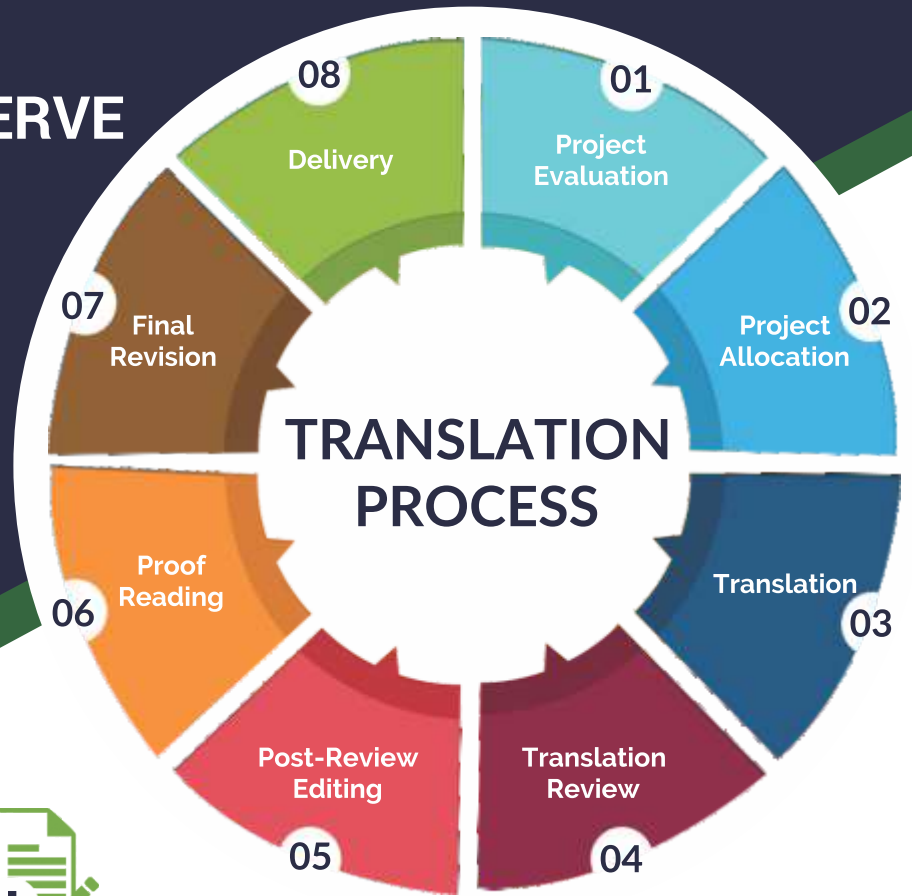 ERVE
08
01
Delivery
Project
Evaluation
07
02
Final
Revision
Project
Allocation
TRANSLATION
PROCESS
Proof
Reading
06
Translation
03
Post-Review
Editing
Translation
Review
05
04